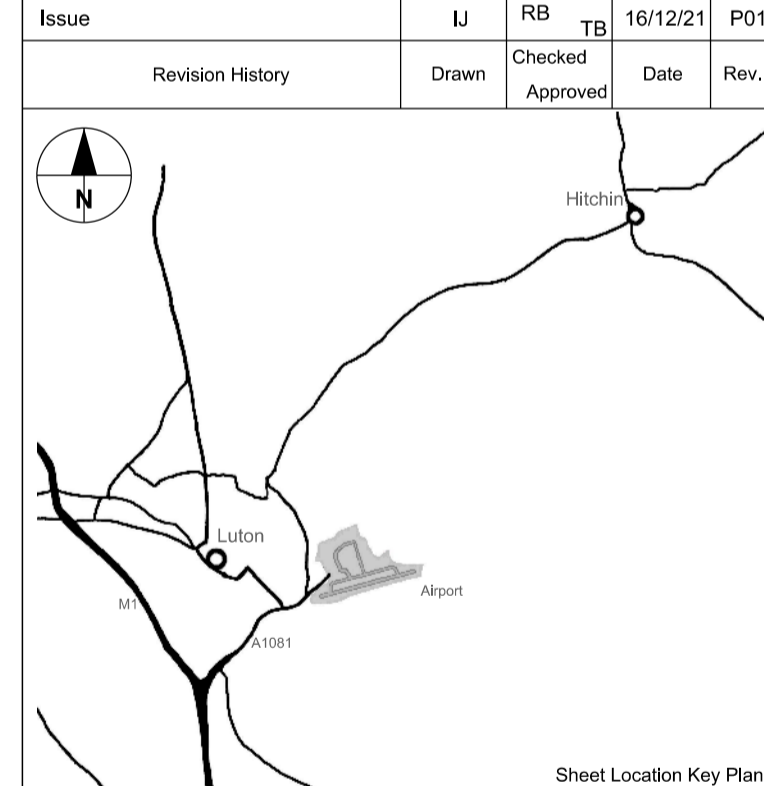 Issue IJ RB TB 16/12/21 P01
Revision History Drawn Checked Approved Date Rev.
N
Hitchin
Luton
Airport
M1
A1081
Sheet Location Key Plan